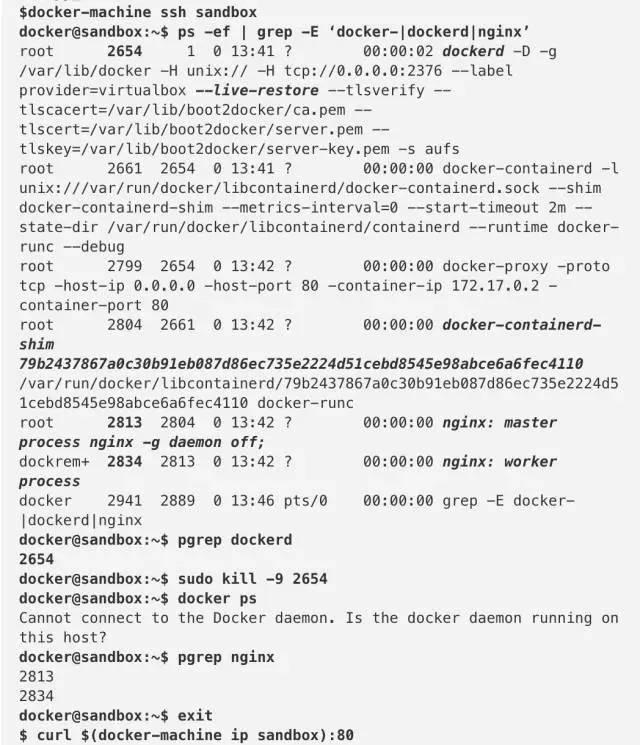 $docker-machine ssh sandbox
docker@sandbox:~$ ps -ef | grep -E ‘docker-|dockerd|nginx’
root      2654     1  0 13:41 ?        00:00:02 dockerd -D -g
/var/lib/docker -H unix:// -H tcp://0.0.0.0:2376 --label
provider=virtualbox --live-restore --tlsverify --
tlscacert=/var/lib/boot2docker/ca.pem --
tlscert=/var/lib/boot2docker/server.pem --
tlskey=/var/lib/boot2docker/server-key.pem -s aufs
root      2661  2654  0 13:41 ?        00:00:00 docker-containerd -l
unix:///var/run/docker/libcontainerd/docker-containerd.sock --shim
docker-containerd-shim --metrics-interval=0 --start-timeout 2m --
state-dir /var/run/docker/libcontainerd/containerd --runtime docker-
runc --debug
root      2799  2654  0 13:42 ?        00:00:00 docker-proxy -proto
tcp -host-ip 0.0.0.0 -host-port 80 -container-ip 172.17.0.2 -
container-port 80
root      2804  2661  0 13:42 ?        00:00:00 docker-containerd-
shim
79b2437867a0c30b91eb087d86ec735e2224d51cebd8545e98abce6a6fec4110
/var/run/docker/libcontainerd/79b2437867a0c30b91eb087d86ec735e2224d5
1cebd8545e98abce6a6fec4110 docker-runc
root      2813  2804  0 13:42 ?        00:00:00 nginx: master
process nginx -g daemon off;
dockrem+  2834  2813  0 13:42 ?        00:00:00 nginx: worker
process
docker    2941  2889  0 13:46 pts/0    00:00:00 grep -E docker-
|dockerd|nginx
docker@sandbox:~$ pgrep dockerd
2654
docker@sandbox:~$ sudo kill -9 2654
docker@sandbox:~$ docker ps
Cannot connect to the Docker daemon. Is the docker daemon running on
this host?
docker@sandbox:~$ pgrep nginx
2813
2834
docker@sandbox:~$ exit
$ curl $(docker-machine ip sandbox):80